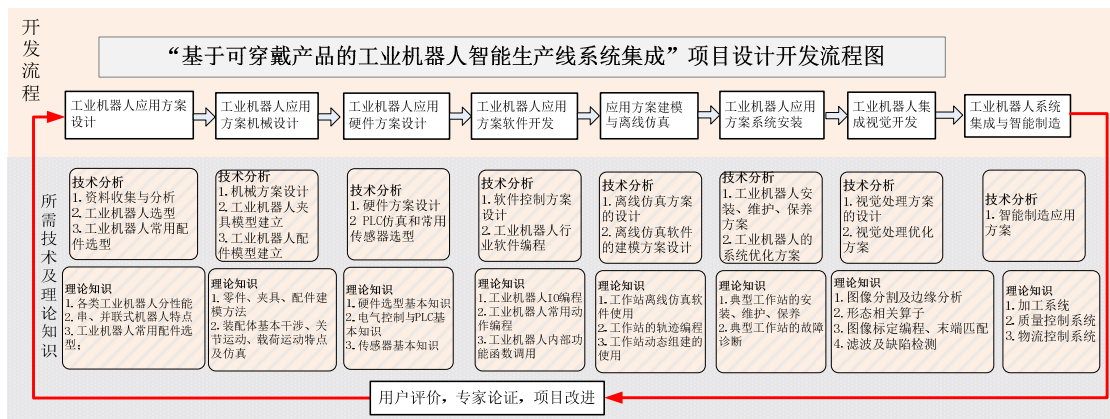 开发流程
“基于可穿戴产品的工业机器人智能生产线系统集成”项目设计开发流程图
工业机器人应用方案
设计
工业机器人应用
方案机械设计
工业机器人应用
硬件方案设计
工业机器人应用
方案软件开发
应用方案建模
与离线仿真
工业机器人应用
方案系统安装
工业机器人集
成视觉开发
工业机器人系统
集成与智能制造
所需技术及理论知识
技术分析
1.资料收集与分析
2.工业机器人选型
3.工业机器人常用配
件选型
技术分析
1.机械方案设计
2.工业机器人夹
具模型建立
3.工业机器人配
件模型建立
技术分析
1.硬件方案设计
2 PLC仿真和常用
传感器选型
技术分析
1.软件控制方案
设计
2.工业机器人行
业软件编程
技术分析
1.离线仿真方案
的设计
2.离线仿真软件
的建模方案设计
技术分析
1.工业机器人安
装、维护、保养
方案
2.工业机器人的
系统优化方案
技术分析
1.视觉处理方案
的设计
2.视觉处理优化
方案
技术分析
1.智能制造应用
方案
理论知识
1.各类工业机器人分性能
2.串、并联式机器人特点
3.工业机器人常用配件选
型；
理论知识
1.零件、夹具、配件建
模方法
2.装配体基本干涉、关
节运动、载荷运动特点
及仿真
理论知识
1.硬件选型基本知识
2.电气控制与PLC基
本知识
3.传感器基本知识
理论知识
1.工业机器人IO编程
2.工业机器人常用动
作编程
3.工业机器人内部功
能函数调用
理论知识
1.工作站离线仿真软
件使用
2.工作站的轨迹编程
3.工作站动态组建的
使用
理论知识
1.典型工作站的安
装、维护、保养
2.典型工作站的故障
诊断
理论知识
1.图像分割及边缘分析
2.形态相关算子
3.图像标定编程、末端匹配
4.滤波及缺陷检测
理论知识
1.加工系统
2.质量控制系统
3.物流控制系统
用户评价，专家论证，项目改进